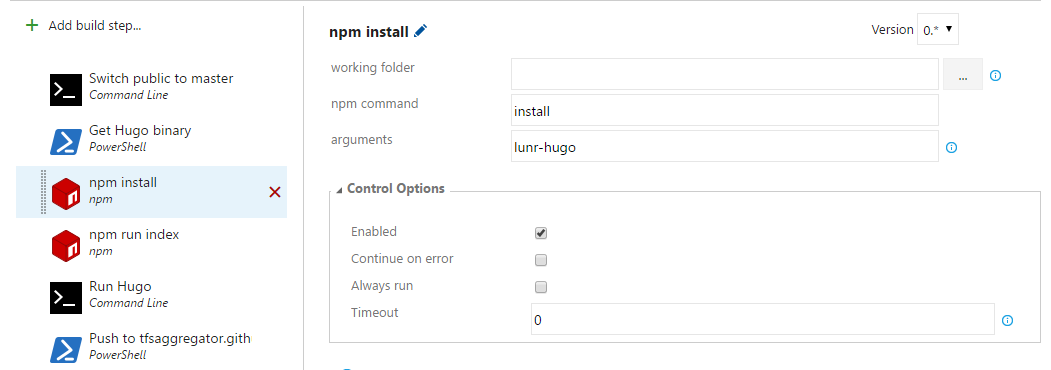 Add build step...
Switch public to master
Command Line
Get Hugo binary
PowerShell
npm install
npm
npm run index
npm
Run Hugo
Command Line
Push to tfsaggregator.gith
PowerShell
npm install
Version 0.*
working folder
...
npm command
install
arguments
lunr-hugo
Control Options
Enabled
Continue on error
Always run
Timeout
0